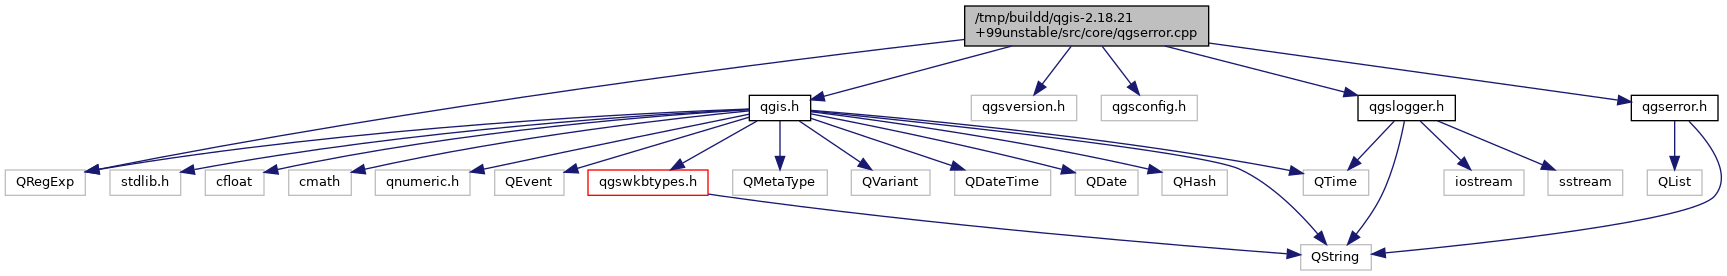 /tmp/buildd/qgis-2.18.21
+99unstable/src/core/qgserror.cpp
qgis.h
qgsversion.h
qgsconfig.h
qgslogger.h
qgserror.h
QRegExp
stdlib.h
cfloat
cmath
qnumeric.h
QEvent
qgswkbtypes.h
QMetaType
QVariant
QDateTime
QDate
QHash
QTime
iostream
sstream
QList
QString